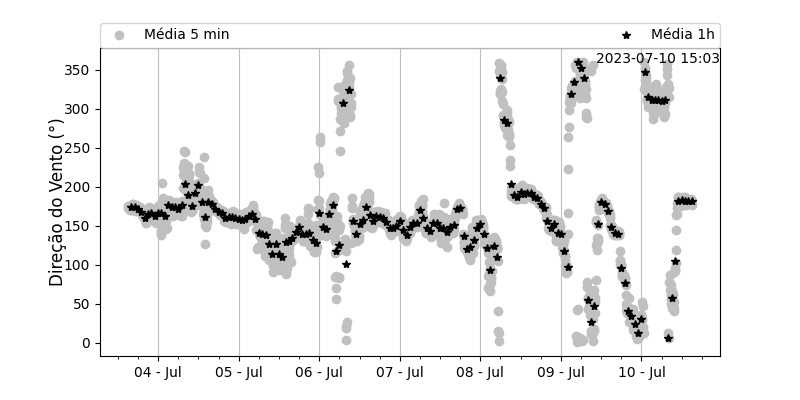 Média 5 min
Média 1h
2023-07-10 15:03
Direção do Vento (°)
350
300
250
200
150
100
50
0
04 - Jul
05 - Jul
06 - Jul
07 - Jul
08 - Jul
09 - Jul
10 - Jul